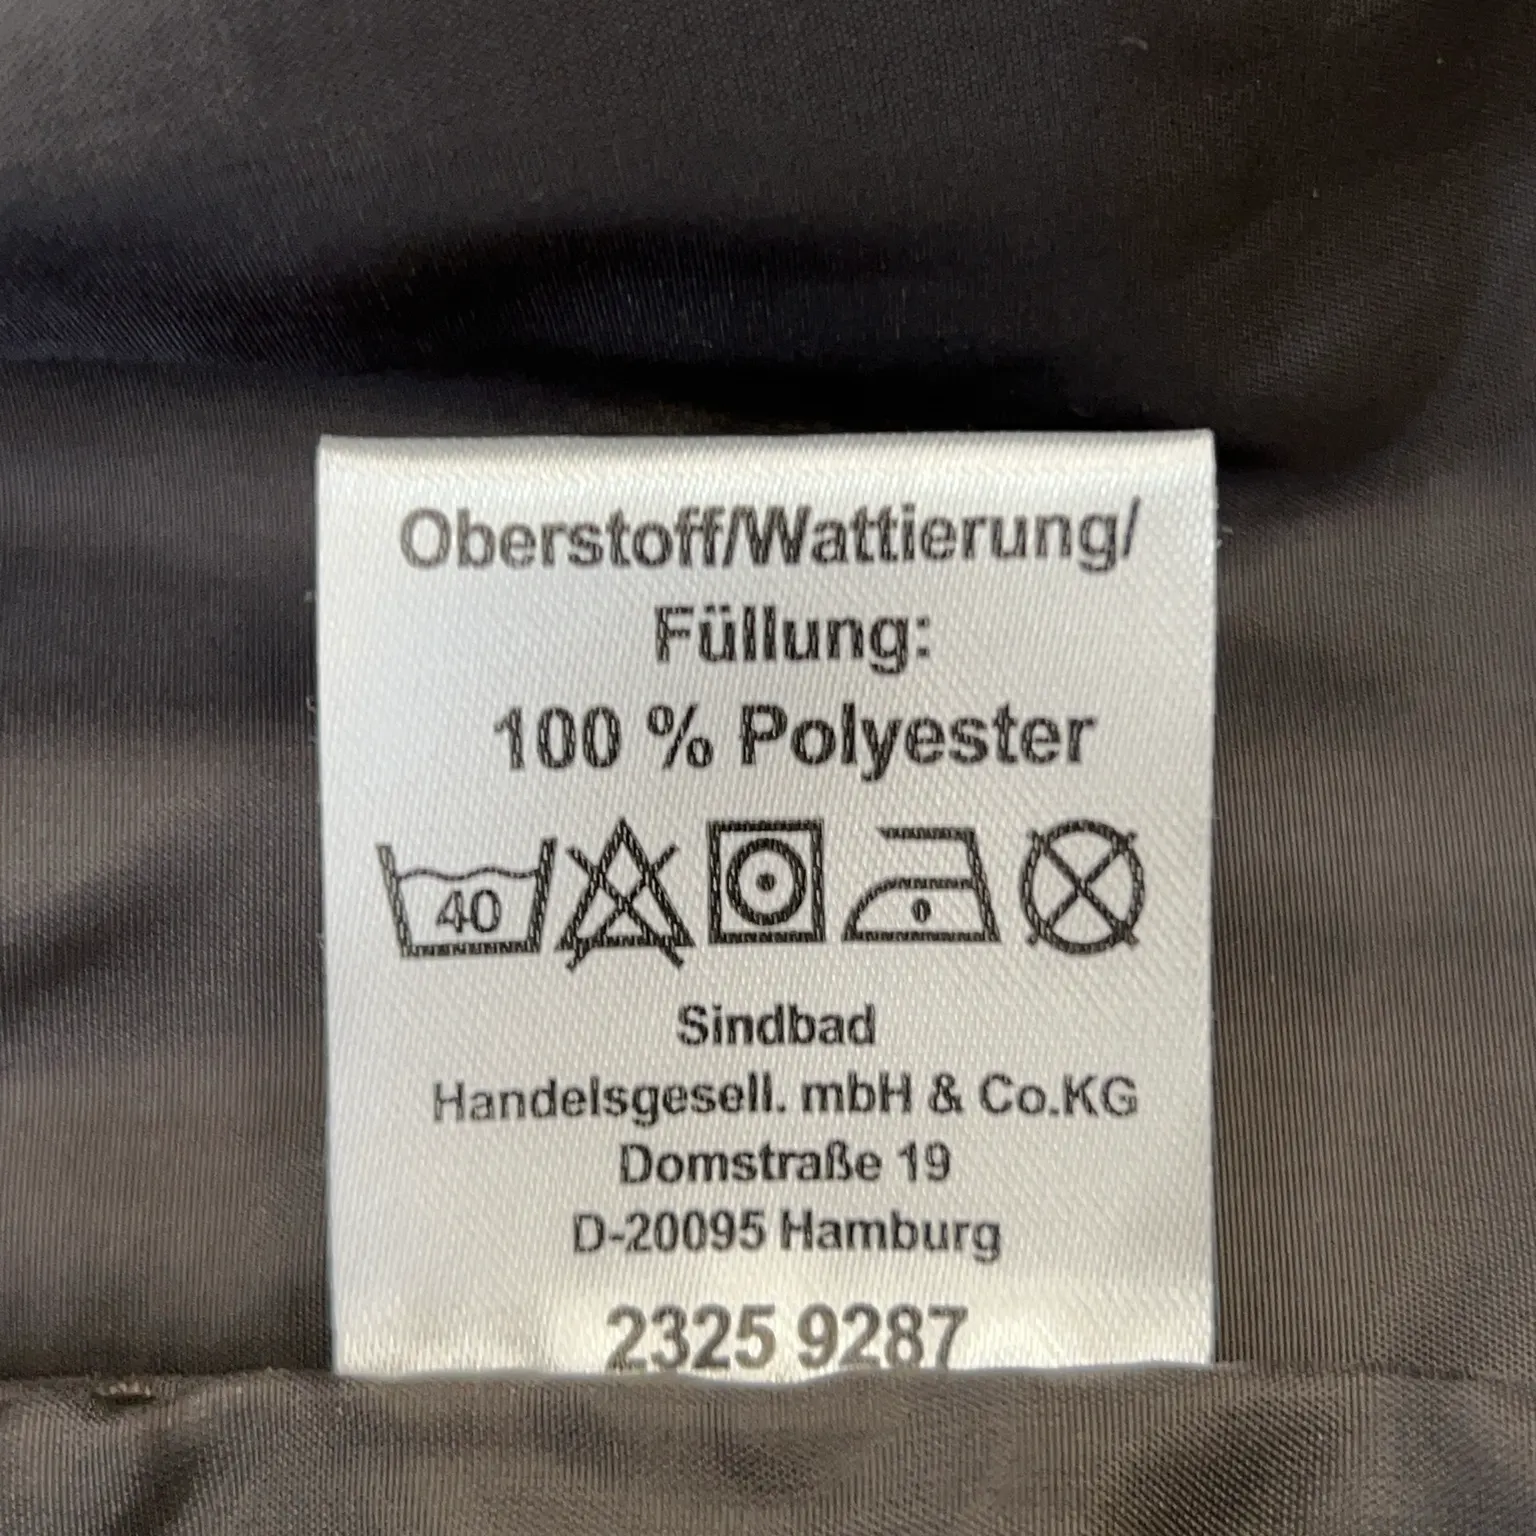 Oberstoff/Wattierung/
Füllung:
100 % Polyester
40
Sindbad
Handelsgesell. mbH & Co.KG
Domstraße 19
D-20095 Hamburg
2325 9287